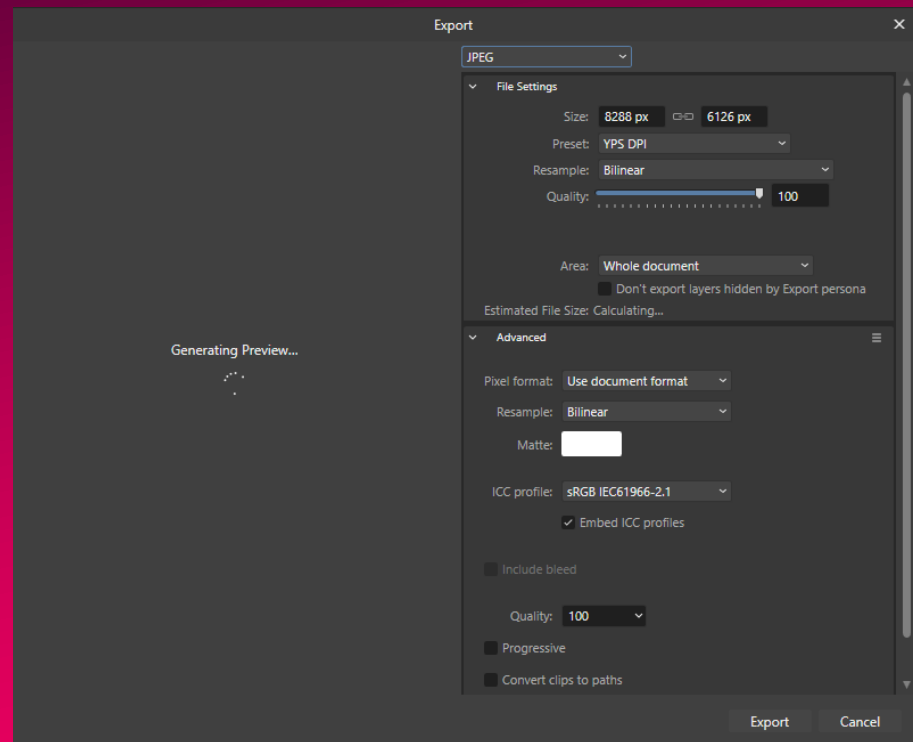 Export
JPEG
File Settings
Size: 8288 px 6126 px
Preset: YPS DPI
Resample: Bilinear
Quality: 100
Area: Whole document
Don't export layers hidden by Export persona
Estimated File Size: Calculating...
Generating Preview...
Advanced
Pixel format: Use document format
Resample: Bilinear
Matte:
ICC profile: sRGB IEC61966-2.1
Embed ICC profiles
Include bleed
Quality: 100
Progressive
Convert clips to paths
Export Cancel